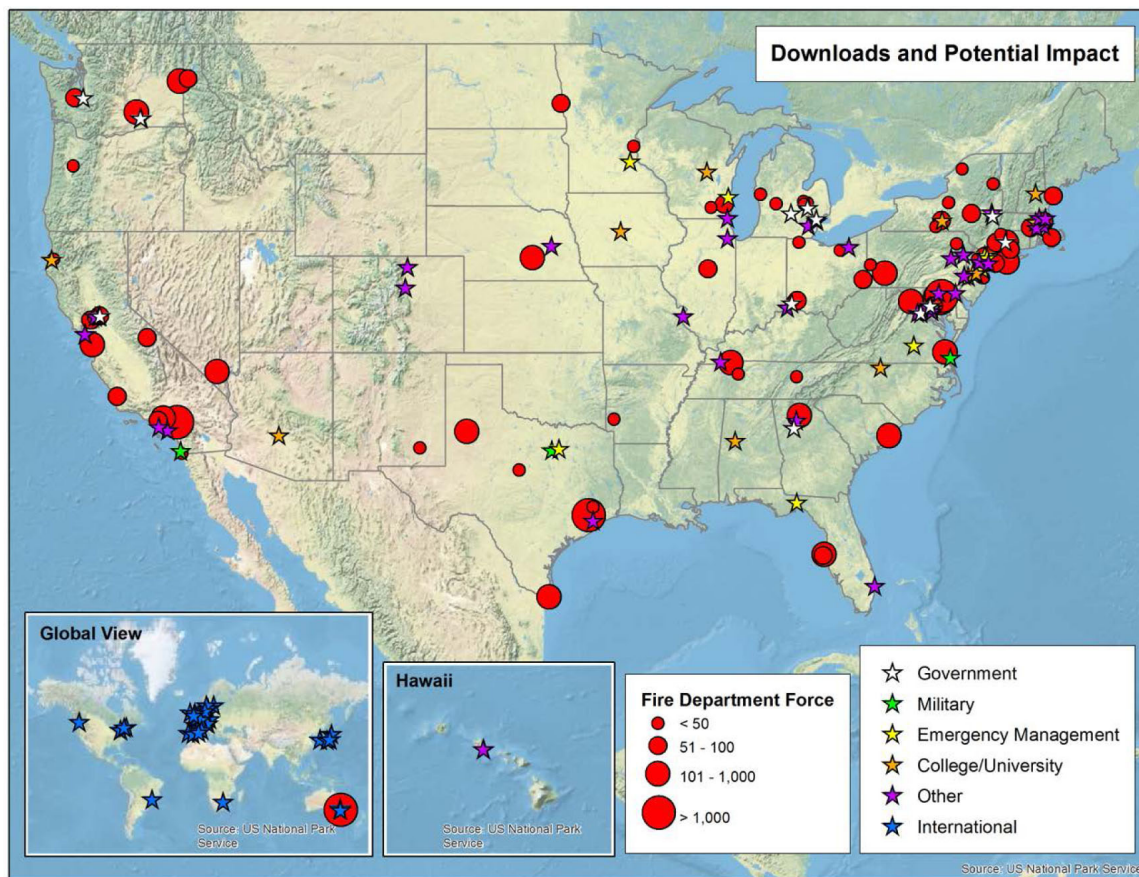 Downloads and Potential Impact
Global View
Source: US National Park
Service
Hawaii
Source: US National Park
Service
Fire Department Force
< 50
51 - 100
101 - 1,000
> 1,000
Government
Military
Emergency Management
College/University
Other
International
Source: US National Park Service